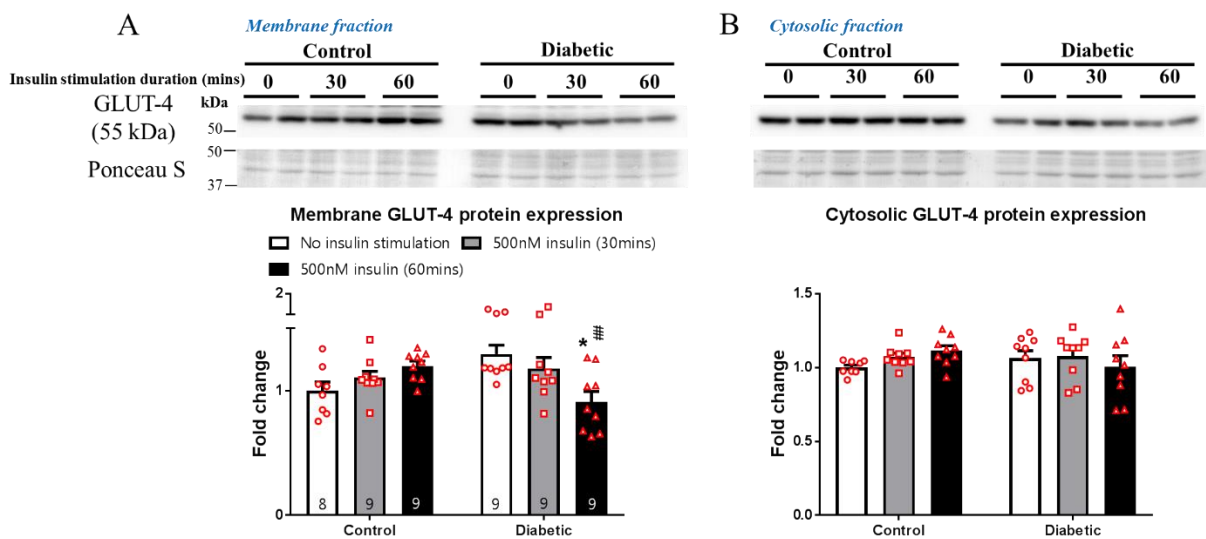 A
Membrane fraction
Control
Diabetic
Insulin stimulation duration (mins)
0
30
60
0
30
60
GLUT-4
(55 kDa)
kDa
50
Ponceau S
50
37
Membrane GLUT-4 protein expression
No insulin stimulation
500nM insulin (30mins)
500nM insulin (60mins)
Fold change
2
1
0
*
##
8
9
9
9
9
9
Control
Diabetic
B
Cytosolic fraction
Control
Diabetic
0
30
60
0
30
60
Cytosolic GLUT-4 protein expression
Fold change
1.5
1.0
0.5
0.0
Control
Diabetic